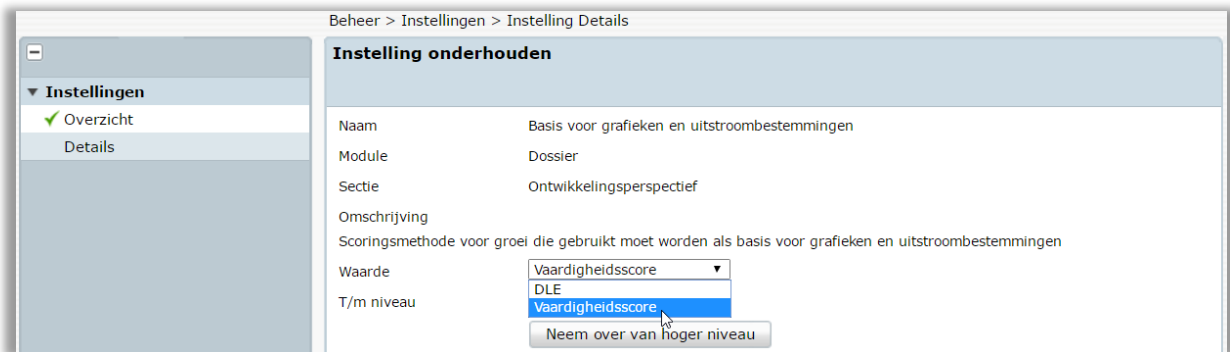 Beheer > Instellingen > Instelling Details
Instellingen
Overzicht
Details
Instelling onderhouden
Naam Basis voor grafieken en uitstroombestemmingen
Module Dossier
Sectie Ontwikkelingsperspectief
Omschrijving
Scoringsmethode voor groei die gebruikt moet worden als basis voor grafieken en uitstroombestemmingen
Waarde Vaardigheidsscore
DLE
T/m niveau Vaardigheidsscore
Neem over van hoger niveau